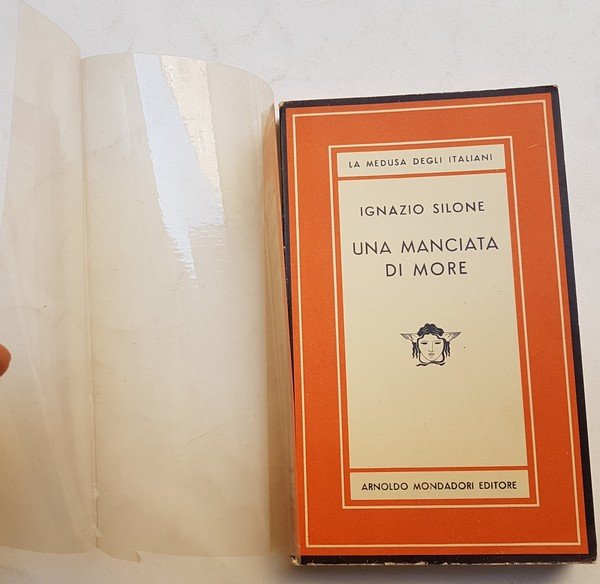 LA MEDUSA DEGLI ITALIANI
IGNAZIO SILONE
UNA MANCIATA
DI MORE
ARNOLDO MONDADORI EDITORE